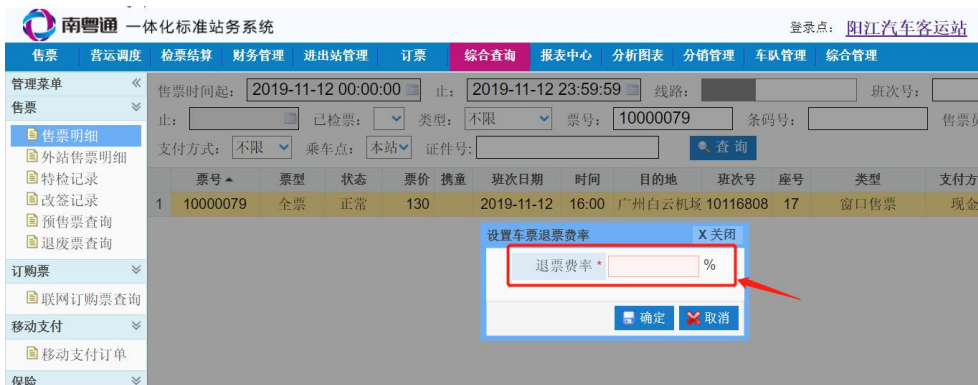 南粤通 一体化标准站务系统
登录点: 阳江汽车客运站
售票 营运调度 检票结算 财务管理 进出站管理 订票 综合查询 报表中心 分析图表 分销管理 车队管理 综合管理
管理菜单
售票
售票明细
外站售票明细
特检记录
改签记录
预售票查询
退废票查询
订购票
联网订购票查询
移动支付
移动支付订单
保险
售票时间起: 2019-11-12 00:00:00 止: 2019-11-12 23:59:59 线路: 班次号:
止: 已检票: 类型: 不限 票号: 10000079 条码号: 售票员
支付方式: 不限 乘车点: 本站 证件号: 查询
票号 票型 状态 票价 携童 班次日期 时间 目的地 班次号 座号 类型 支付方
1 10000079 全票 正常 130 2019-11-12 16:00 广州白云机场 10116808 17 窗口售票 现金
设置车票退票费率 X 关闭
退票费率 * %
确定 取消